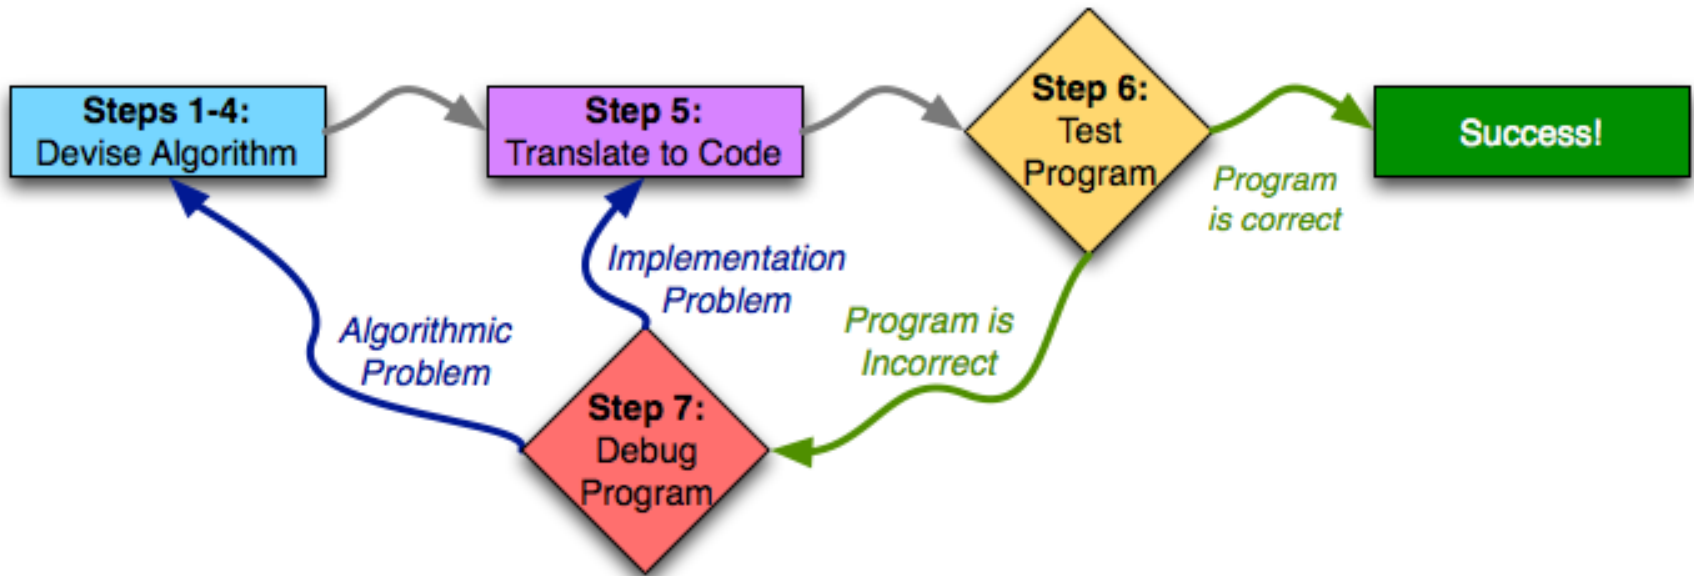 Steps 1-4:
Devise Algorithm
Step 5:
Translate to Code
Step 6:
Test
Program
Success!
Program
is correct
Implementation
Problem
Algorithmic
Problem
Program is
Incorrect
Step 7:
Debug
Program